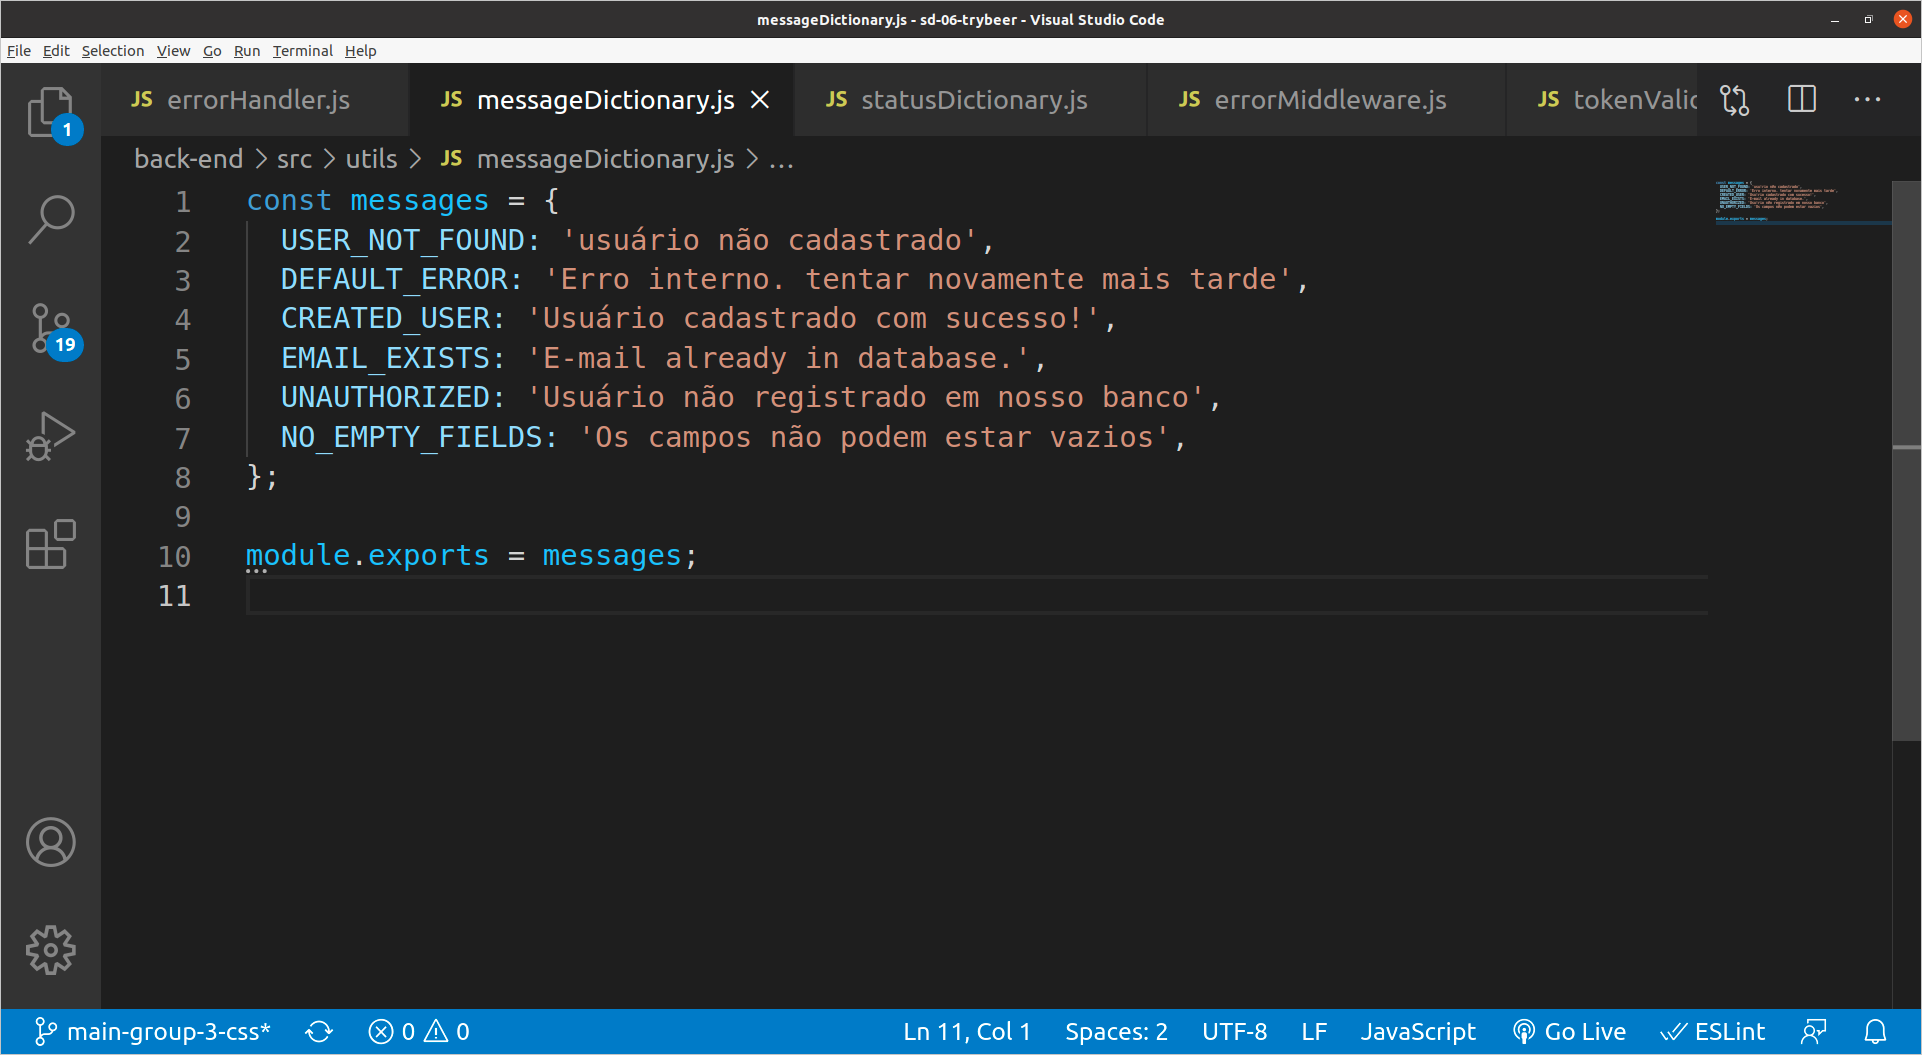 messageDictionary.js - sd-06-trybeer - Visual Studio Code
File Edit Selection View Go Run Terminal Help
JS errorHandler.js JS messageDictionary.js JS statusDictionary.js JS errorMiddleware.js JS tokenValid
back-end > src > utils > JS messageDictionary.js > ...
1 const messages = {
2 USER_NOT_FOUND: 'usuário não cadastrado',
3 DEFAULT_ERROR: 'Erro interno. tentar novamente mais tarde',
4 CREATED_USER: 'Usuário cadastrado com sucesso!',
5 EMAIL_EXISTS: 'E-mail already in database.',
6 UNAUTHORIZED: 'Usuário não registrado em nosso banco',
7 NO_EMPTY_FIELDS: 'Os campos não podem estar vazios',
8 };
9
10 module.exports = messages;
11
1
19
main-group-3-css* 0 0 Ln 11, Col 1 Spaces: 2 UTF-8 LF JavaScript Go Live ESLint